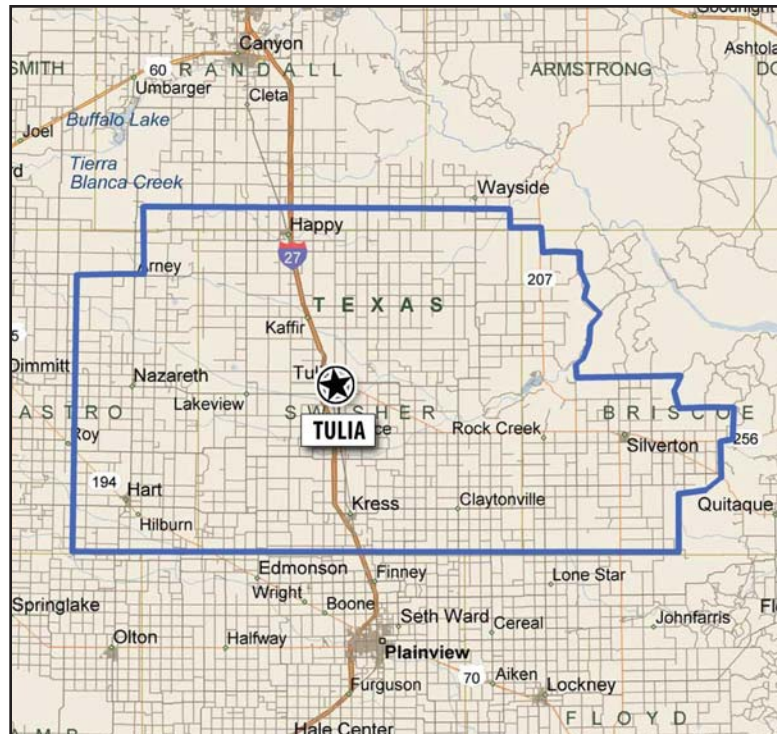 Goodnight
Canyon
Ashtola
SMITH
60
RANDALL
ARMSTRONG
DO
Umbarger
Cleta
Buffalo Lake
Joel
Tierra
Blanca Creek
Wayside
Happy
27
Arney
207
TEXAS
Kaffir
Dimmitt
Nazareth
Tul
Lakeview
ASTRO
SWISHER
BRISCOE
TULIA
ce
Rock Creek
Roy
Silverton
256
194
Hart
Kress
Claytonville
Quitaque
Hilburn
Edmonson
Finney
Lone Star
Wright
Springlake
Boone
Seth Ward
Cereal
Johnfarris
Olton
Halfway
Plainview
70
Aiken
Furguson
Lockney
FLOYD
Hale Center